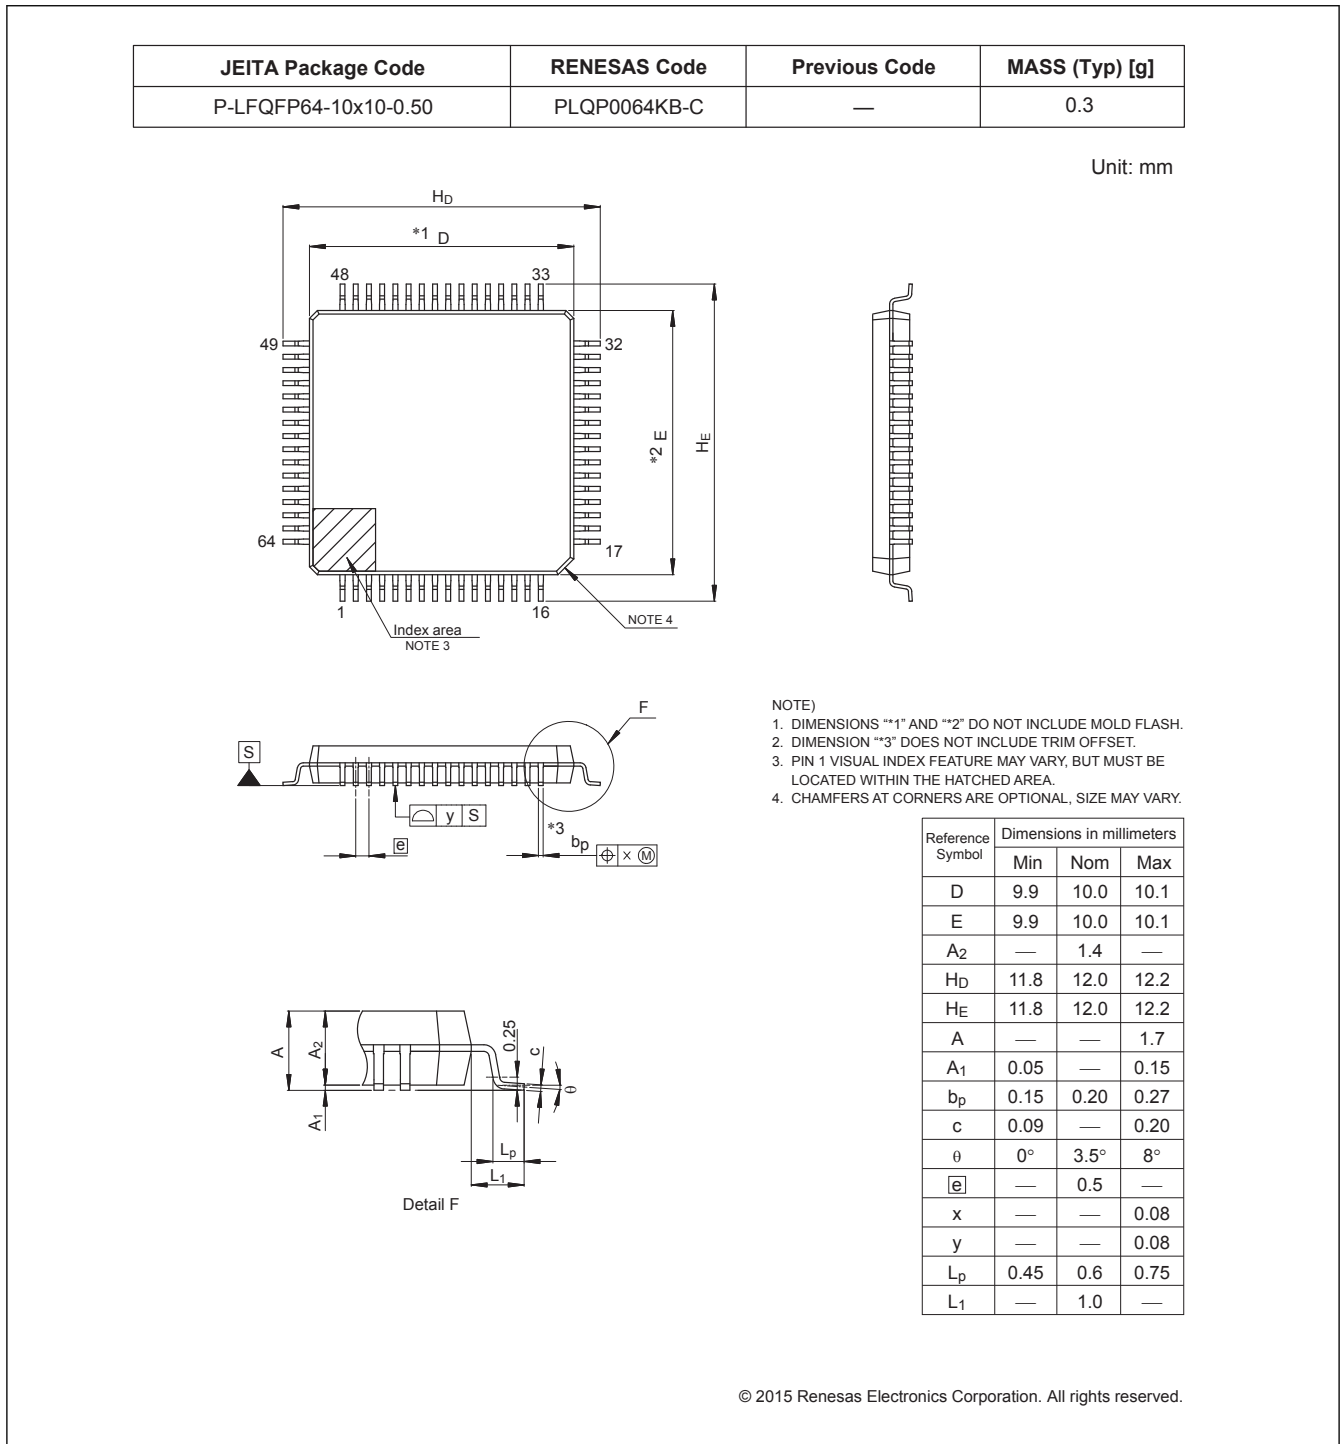 JEITA Package Code RENESAS Code Previous Code MASS (Typ) [g]
P-LFQFP64-10x10-0.50 PLQP0064KB-C — 0.3
Unit: mm
HD
*1 D
48 33
49 32
*2 E
HE
64 17
1 16
Index area
NOTE 3
NOTE 4
F
S
y S
*3
e bp x M
NOTE)
1. DIMENSIONS “*1” AND “*2” DO NOT INCLUDE MOLD FLASH.
2. DIMENSION “*3” DOES NOT INCLUDE TRIM OFFSET.
3. PIN 1 VISUAL INDEX FEATURE MAY VARY, BUT MUST BE
LOCATED WITHIN THE HATCHED AREA.
4. CHAMFERS AT CORNERS ARE OPTIONAL, SIZE MAY VARY.
Reference Symbol Dimensions in millimeters
Min Nom Max
D 9.9 10.0 10.1
E 9.9 10.0 10.1
A2 — 1.4 —
HD 11.8 12.0 12.2
HE 11.8 12.0 12.2
A — — 1.7
A1 0.05 — 0.15
bp 0.15 0.20 0.27
c 0.09 — 0.20
θ 0° 3.5° 8°
e — 0.5 —
x — — 0.08
y — — 0.08
Lp 0.45 0.6 0.75
L1 — 1.0 —
A A2 0.25 c
A1 θ
Lp
L1
Detail F
© 2015 Renesas Electronics Corporation. All rights reserved.